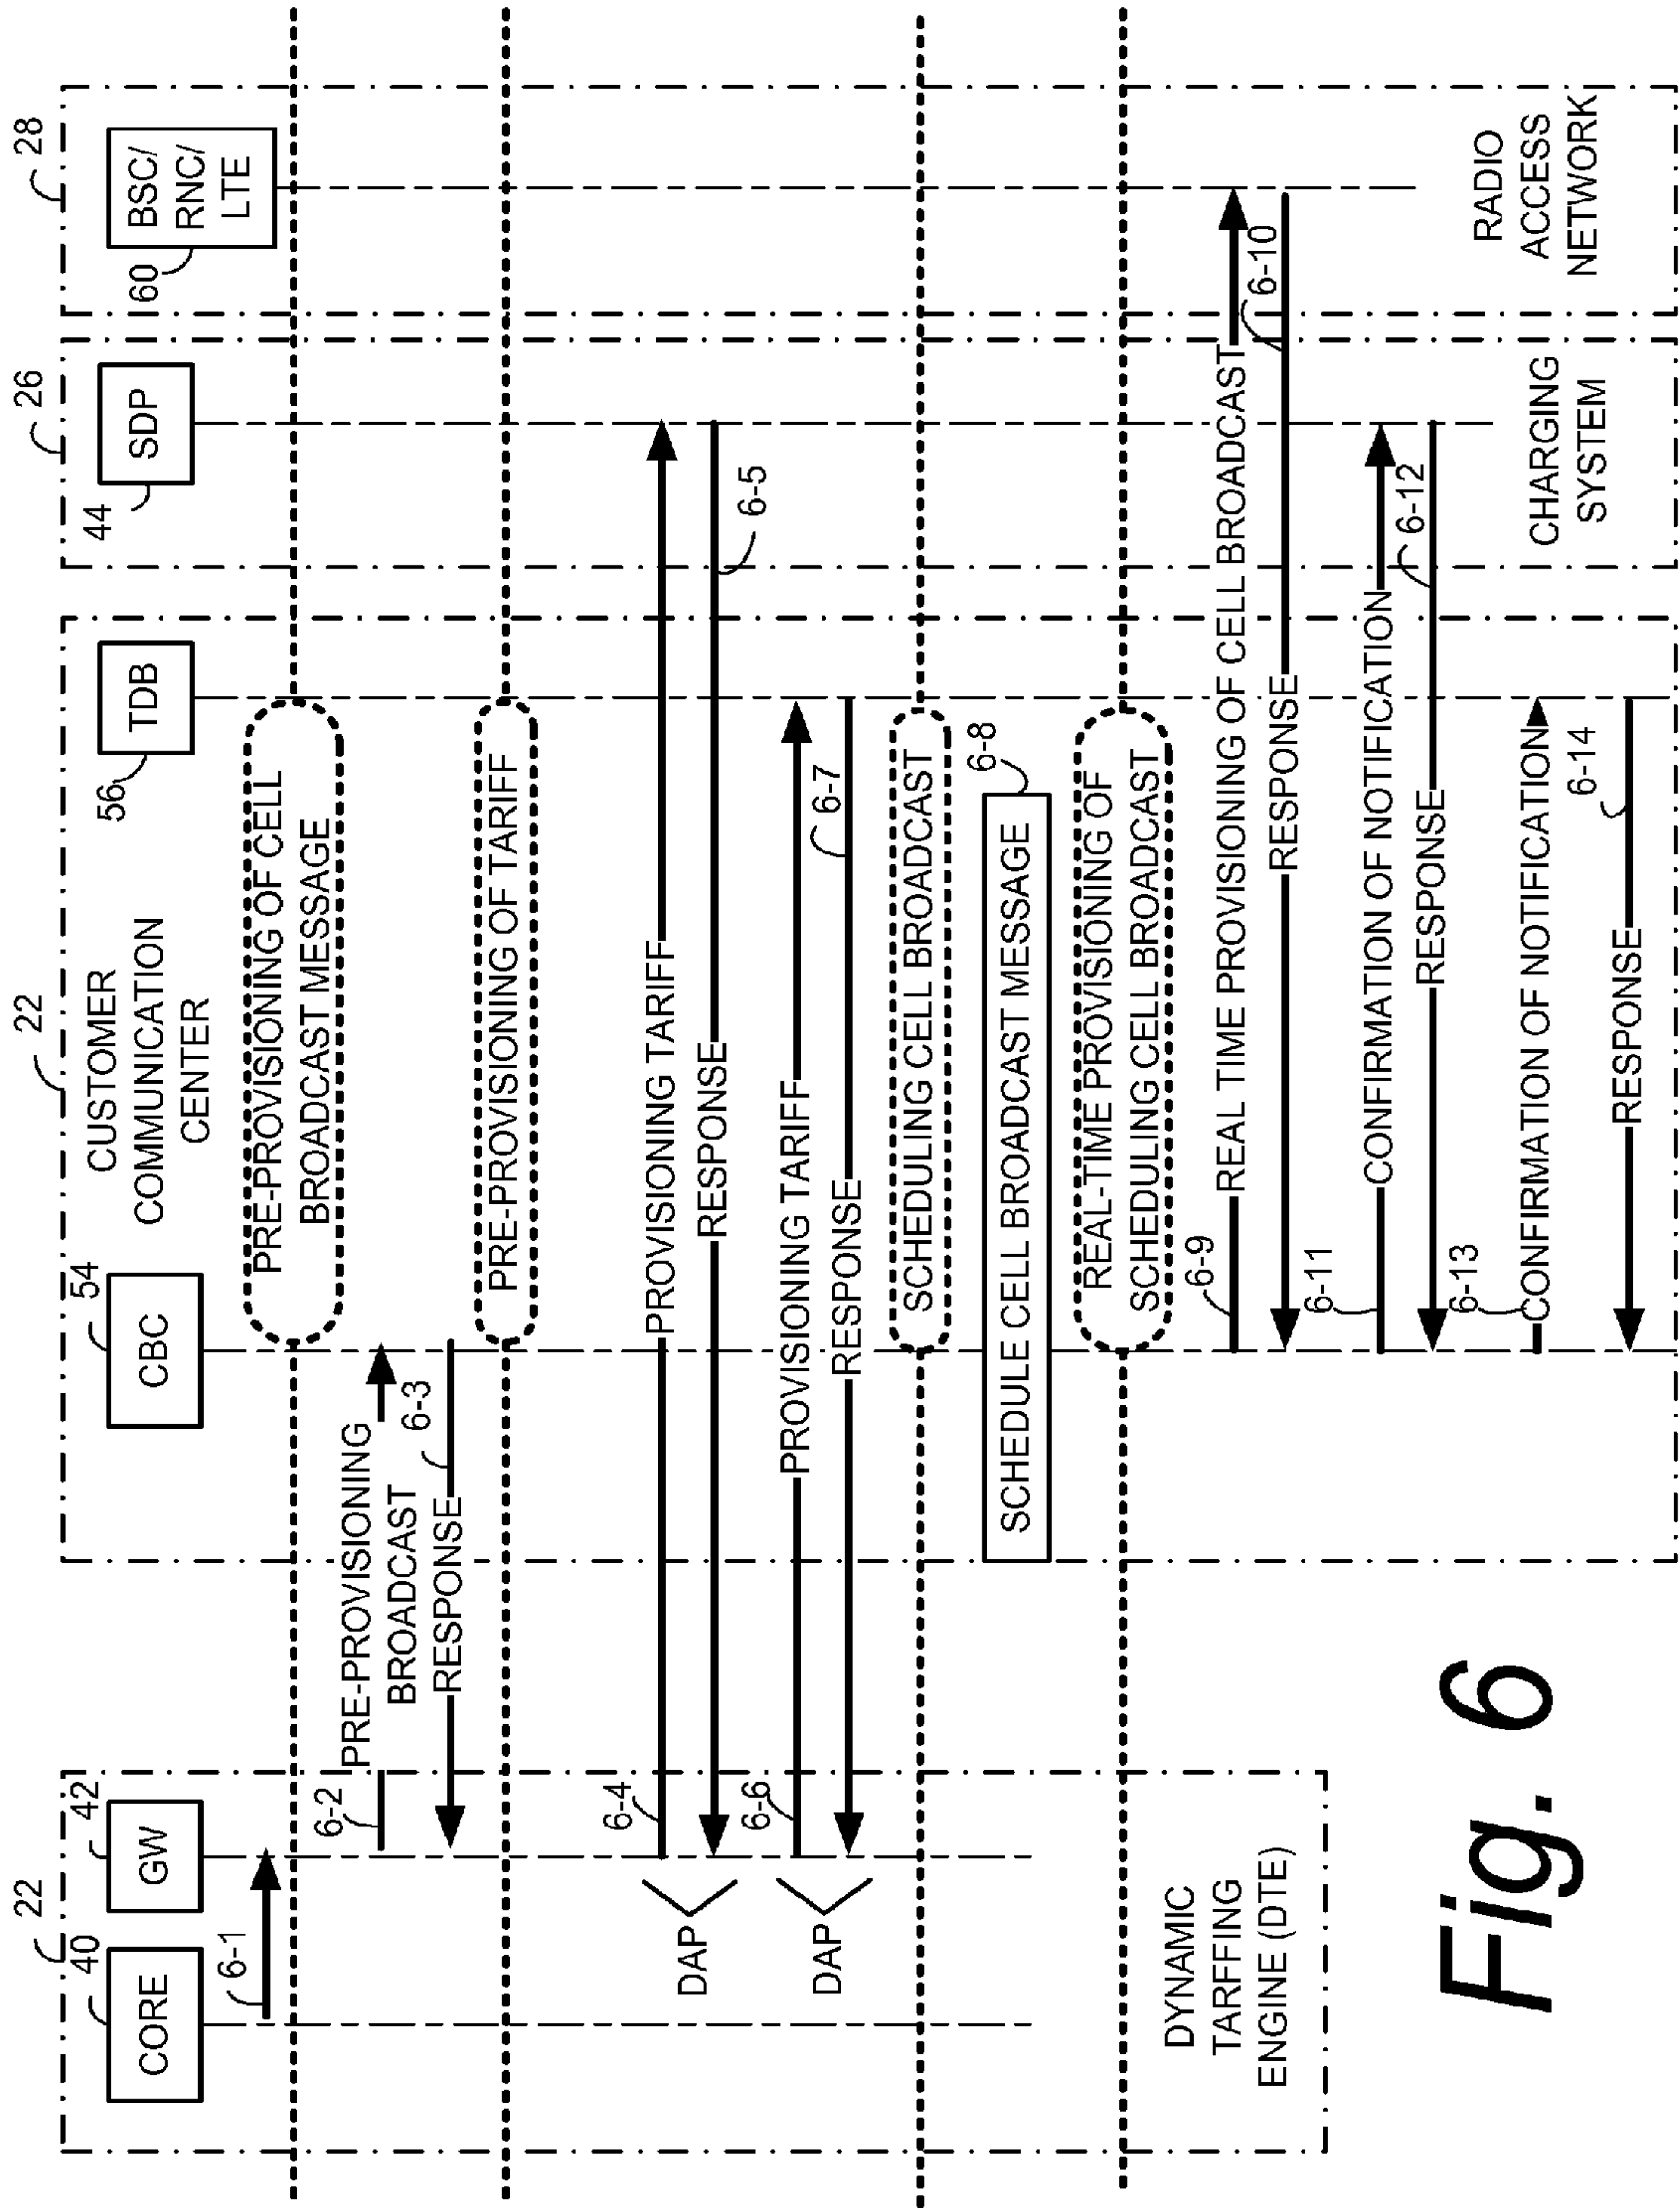 22
22
26
28
40
42
54
56
44
60
CORE
GW
CBC
CUSTOMER
COMMUNICATION
CENTER
TDB
SDP
BSC/
RNC/
LTE
6-1
PRE-PROVISIONING OF CELL
BROADCAST MESSAGE
6-2
PRE-PROVISIONING
BROADCAST
6-3
RESPONSE
PRE-PROVISIONING OF TARIFF
6-4
PROVISIONING TARIFF
DAP
RESPONSE
6-5
6-6
PROVISIONING TARIFF
DAP
RESPONSE
6-7
SCHEDULING CELL BROADCAST
SCHEDULE CELL BROADCAST MESSAGE
6-8
REAL-TIME PROVISIONING OF
SCHEDULING CELL BROADCAST
6-9
REAL TIME PROVISIONING OF CELL BROADCAST
RESPONSE
6-10
6-11
CONFIRMATION OF NOTIFICATION
RESPONSE
6-12
6-13
CONFIRMATION OF NOTIFICATION
RESPONSE
6-14
DYNAMIC
TARFFING
ENGINE (DTE)
CHARGING
SYSTEM
RADIO
ACCESS
NETWORK
Fig. 6